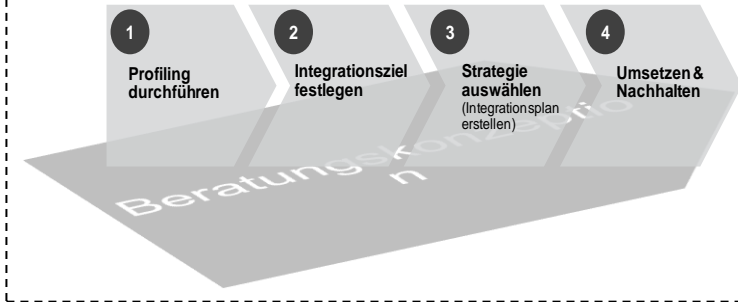 1
Profiling
durchführen
2
Integrationsziel
festlegen
3
Strategie
auswählen
(Integrationsplan
erstellen)
4
Umsetzen &
Nachhalten
Beratungskonzeptio
n